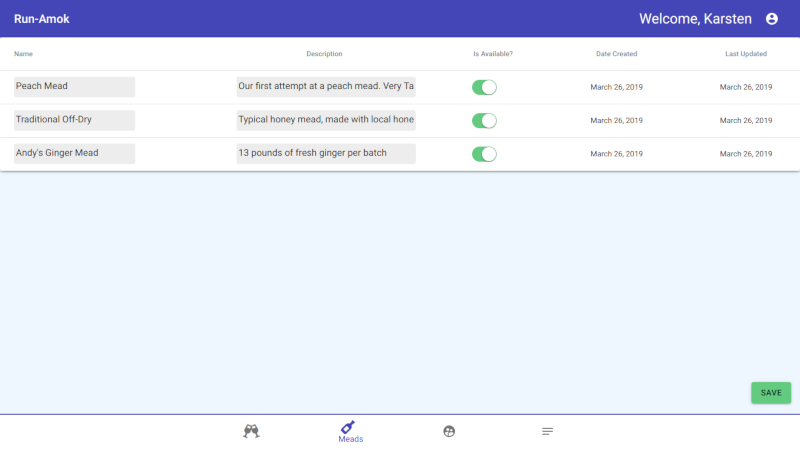 Run-Amok
Welcome, Karsten
Name Description Is Available? Date Created Last Updated
Peach Mead Our first attempt at a peach mead. Very Ta March 26, 2019 March 26, 2019
Traditional Off-Dry Typical honey mead, made with local hone March 26, 2019 March 26, 2019
Andy's Ginger Mead 13 pounds of fresh ginger per batch March 26, 2019 March 26, 2019
SAVE
Meads